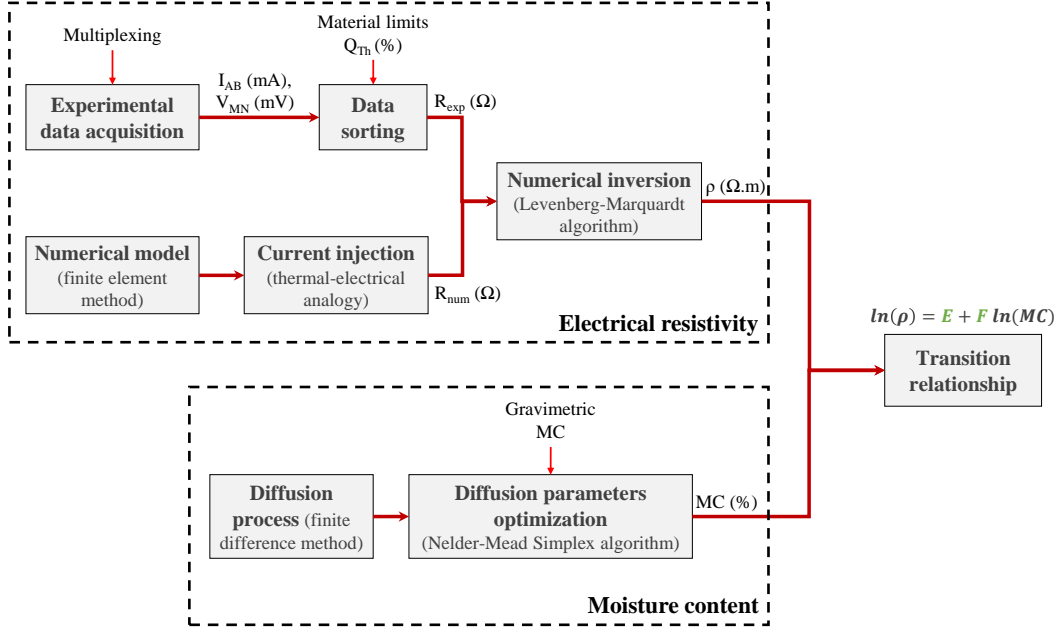 Multiplexing
Material limits
Q_Th (%)
Experimental
data acquisition
I_AB (mA),
V_MN (mV)
Data
sorting
R_exp (Ω)
Numerical inversion
(Levenberg-Marquardt
algorithm)
ρ (Ω.m)
Numerical model
(finite element
method)
Current injection
(thermal-electrical
analogy)
R_num (Ω)
Electrical resistivity
ln(ρ) = E + F ln(MC)
Transition
relationship
Gravimetric
MC
Diffusion
process (finite
difference method)
Diffusion parameters
optimization
(Nelder-Mead Simplex algorithm)
MC (%)
Moisture content